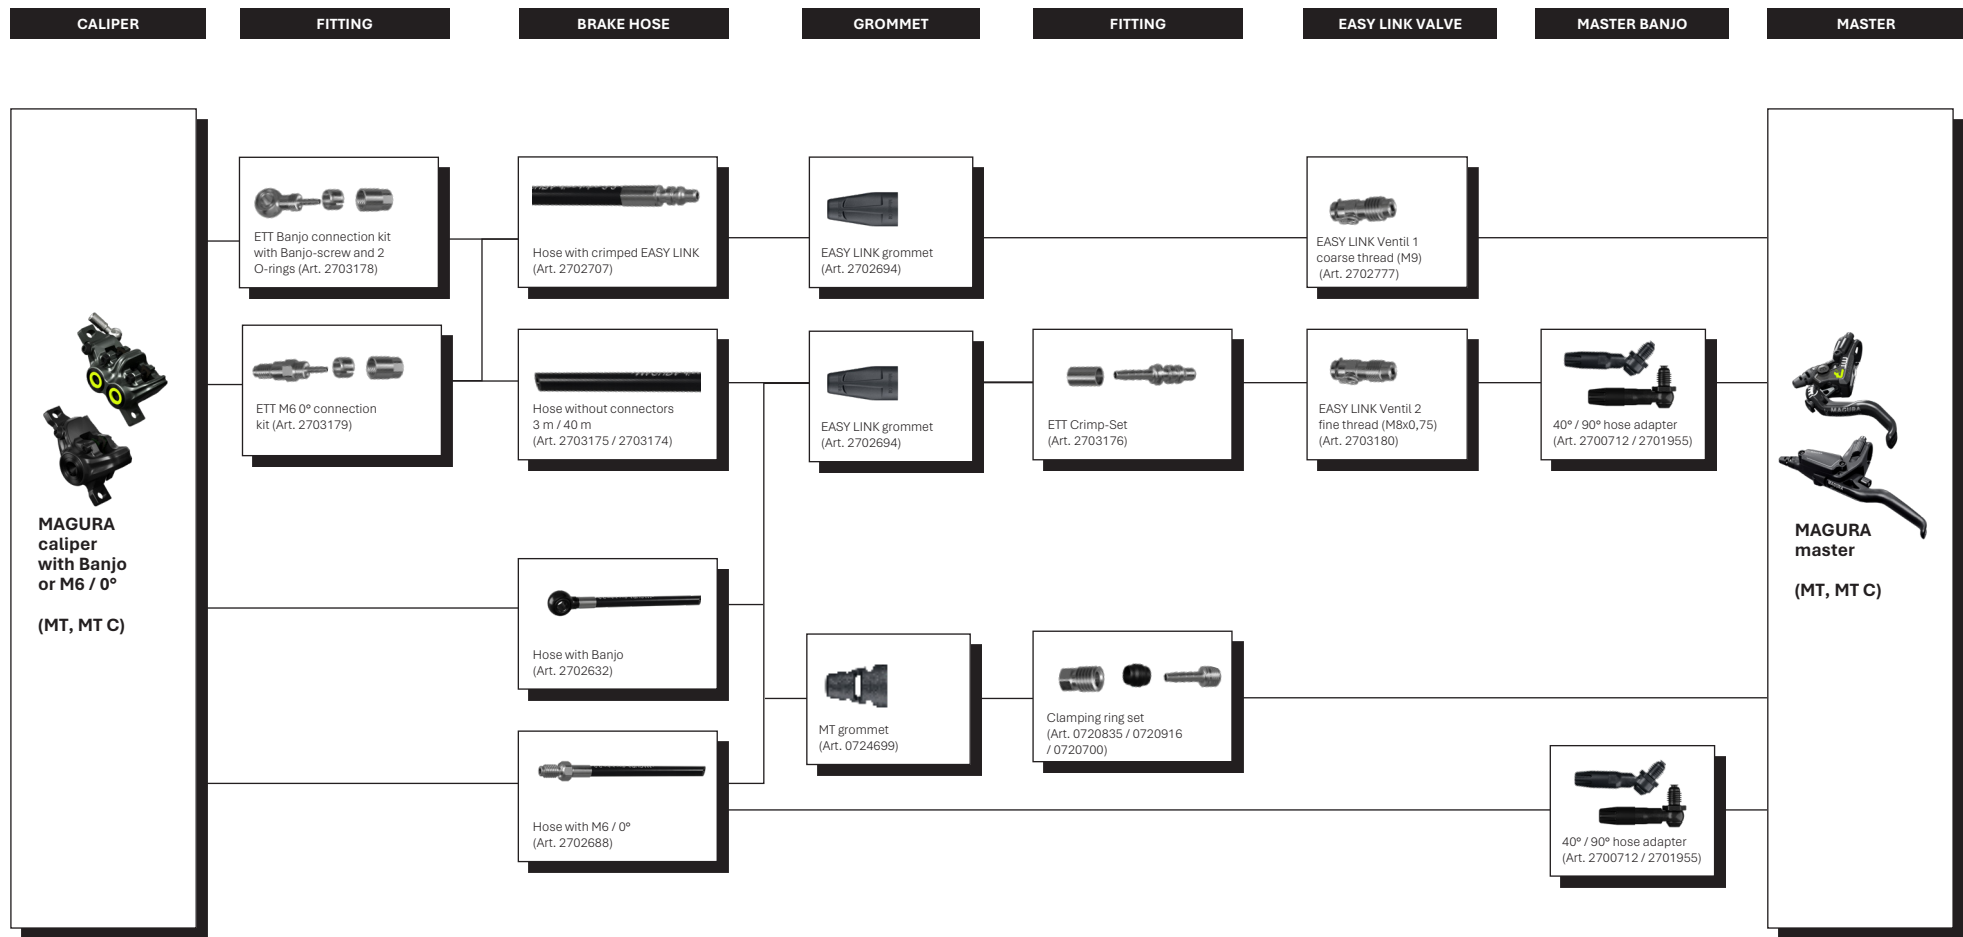 CALIPER
FITTING
BRAKE HOSE
GROMMET
FITTING
EASY LINK VALVE
MASTER BANJO
MASTER
ETT Banjo connection kit
with Banjo-screw and 2
O-rings (Art. 2703178)
Hose with crimped EASY LINK
(Art. 2702707)
EASY LINK grommet
(Art. 2702694)
EASY LINK Ventil 1
coarse thread (M9)
(Art. 2702777)
ETT M6 0° connection
kit (Art. 2703179)
Hose without connectors
3 m / 40 m
(Art. 2703175 / 2703174)
EASY LINK grommet
(Art. 2702694)
ETT Crimp-Set
(Art. 2703176)
EASY LINK Ventil 2
fine thread (M8x0,75)
(Art. 2703180)
40° / 90° hose adapter
(Art. 2700712 / 2701955)
MAGURA
MAGURA
caliper
with Banjo
or M6 / 0°
(MT, MT C)
MAGURA
master
(MT, MT C)
Hose with Banjo
(Art. 2702632)
MT grommet
(Art. 0724699)
Clamping ring set
(Art. 0720835 / 0720916
/ 0720700)
Hose with M6 / 0°
(Art. 2702688)
40° / 90° hose adapter
(Art. 2700712 / 2701955)